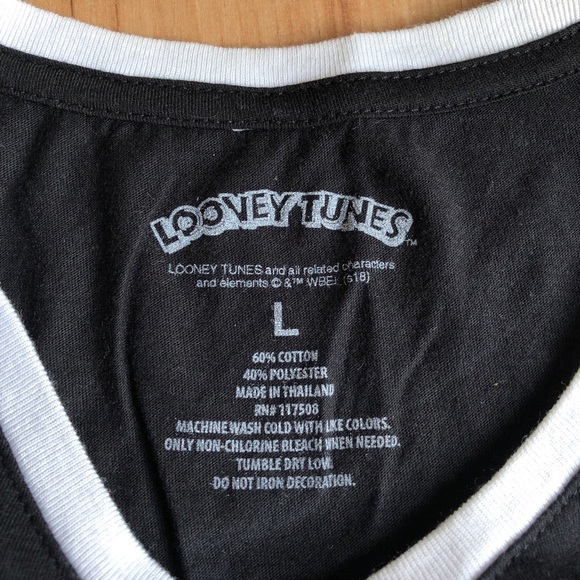 LOONEY TUNES™
LOONEY TUNES and all related characters
and elements © &™ WBEI. (s18)
L
60% COTTON
40% POLYESTER
MADE IN THAILAND
RN# 117508
MACHINE WASH COLD WITH LIKE COLORS.
ONLY NON-CHLORINE BLEACH WHEN NEEDED.
TUMBLE DRY LOW.
DO NOT IRON DECORATION.